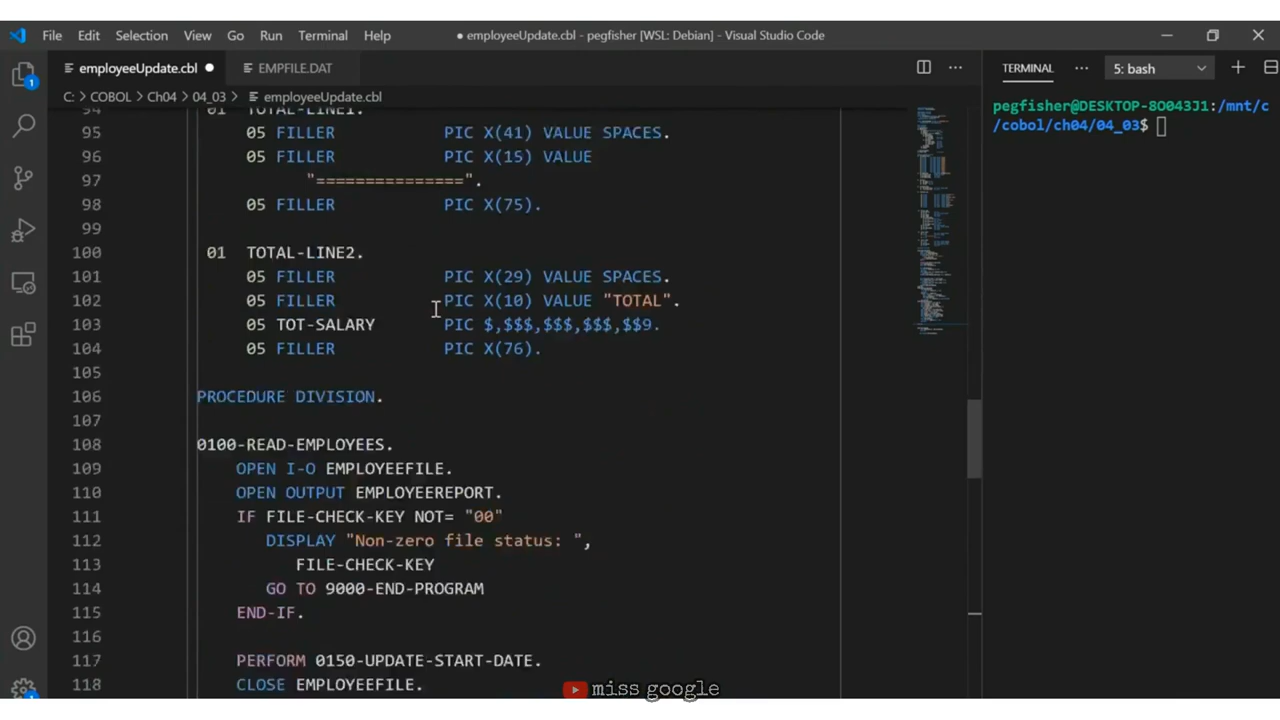 File Edit Selection View Go Run Terminal Help ● employeeUpdate.cbl - pegfisher [WSL: Debian] - Visual Studio Code
employeeUpdate.cbl ● EMPFILE.DAT TERMINAL 5: bash
C: > COBOL > Ch04 > 04_03 > employeeUpdate.cbl
pegfisher@DESKTOP-8O043J1:/mnt/c
/cobol/ch04/04_03$
94 01 TOTAL-LINE1.
95 05 FILLER PIC X(41) VALUE SPACES.
96 05 FILLER PIC X(15) VALUE
97 "===============".
98 05 FILLER PIC X(75).
99
100 01 TOTAL-LINE2.
101 05 FILLER PIC X(29) VALUE SPACES.
102 05 FILLER PIC X(10) VALUE "TOTAL".
103 05 TOT-SALARY PIC $,$$$,$$$,$$$,$$9.
104 05 FILLER PIC X(76).
105
106 PROCEDURE DIVISION.
107
108 0100-READ-EMPLOYEES.
109 OPEN I-O EMPLOYEEFILE.
110 OPEN OUTPUT EMPLOYEEREPORT.
111 IF FILE-CHECK-KEY NOT= "00"
112 DISPLAY "Non-zero file status: ",
113 FILE-CHECK-KEY
114 GO TO 9000-END-PROGRAM
115 END-IF.
116
117 PERFORM 0150-UPDATE-START-DATE.
118 CLOSE EMPLOYEEFILE.
miss google
1
1